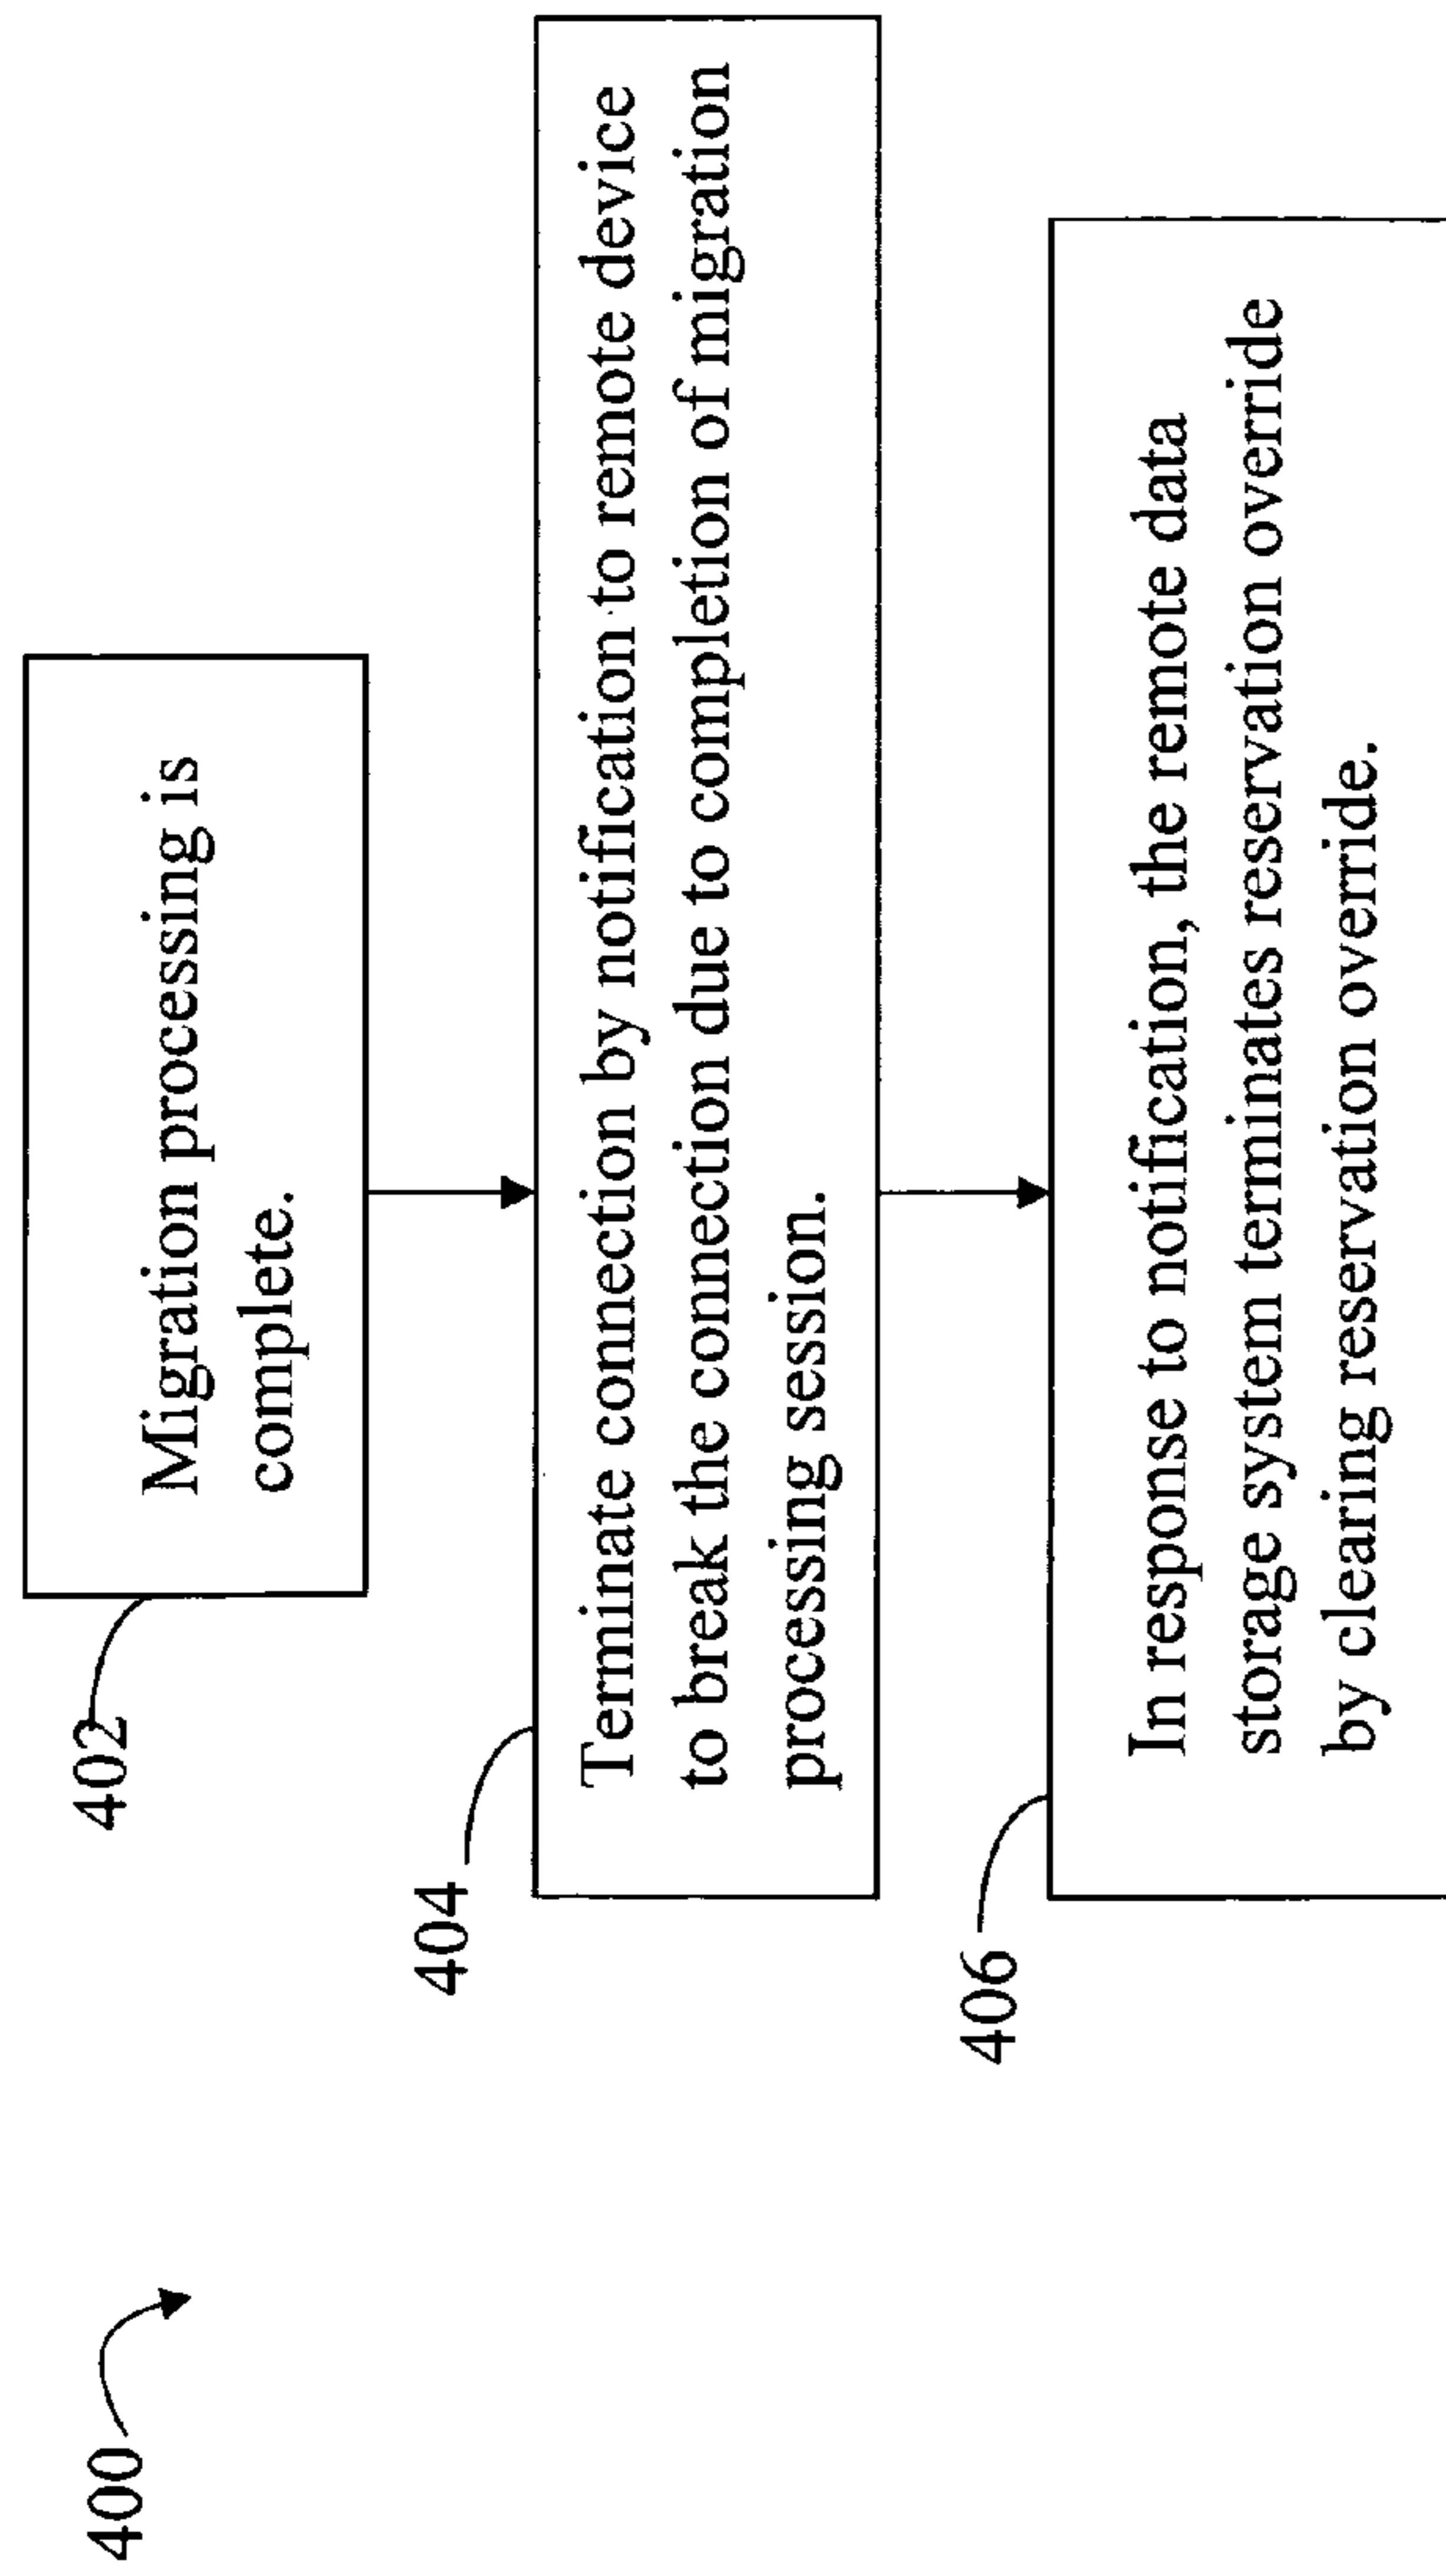 400
402
Migration processing is
complete.
404
Terminate connection by notification to remote device
to break the connection due to completion of migration
processing session.
406
In response to notification, the remote data
storage system terminates reservation override
by clearing reservation override.